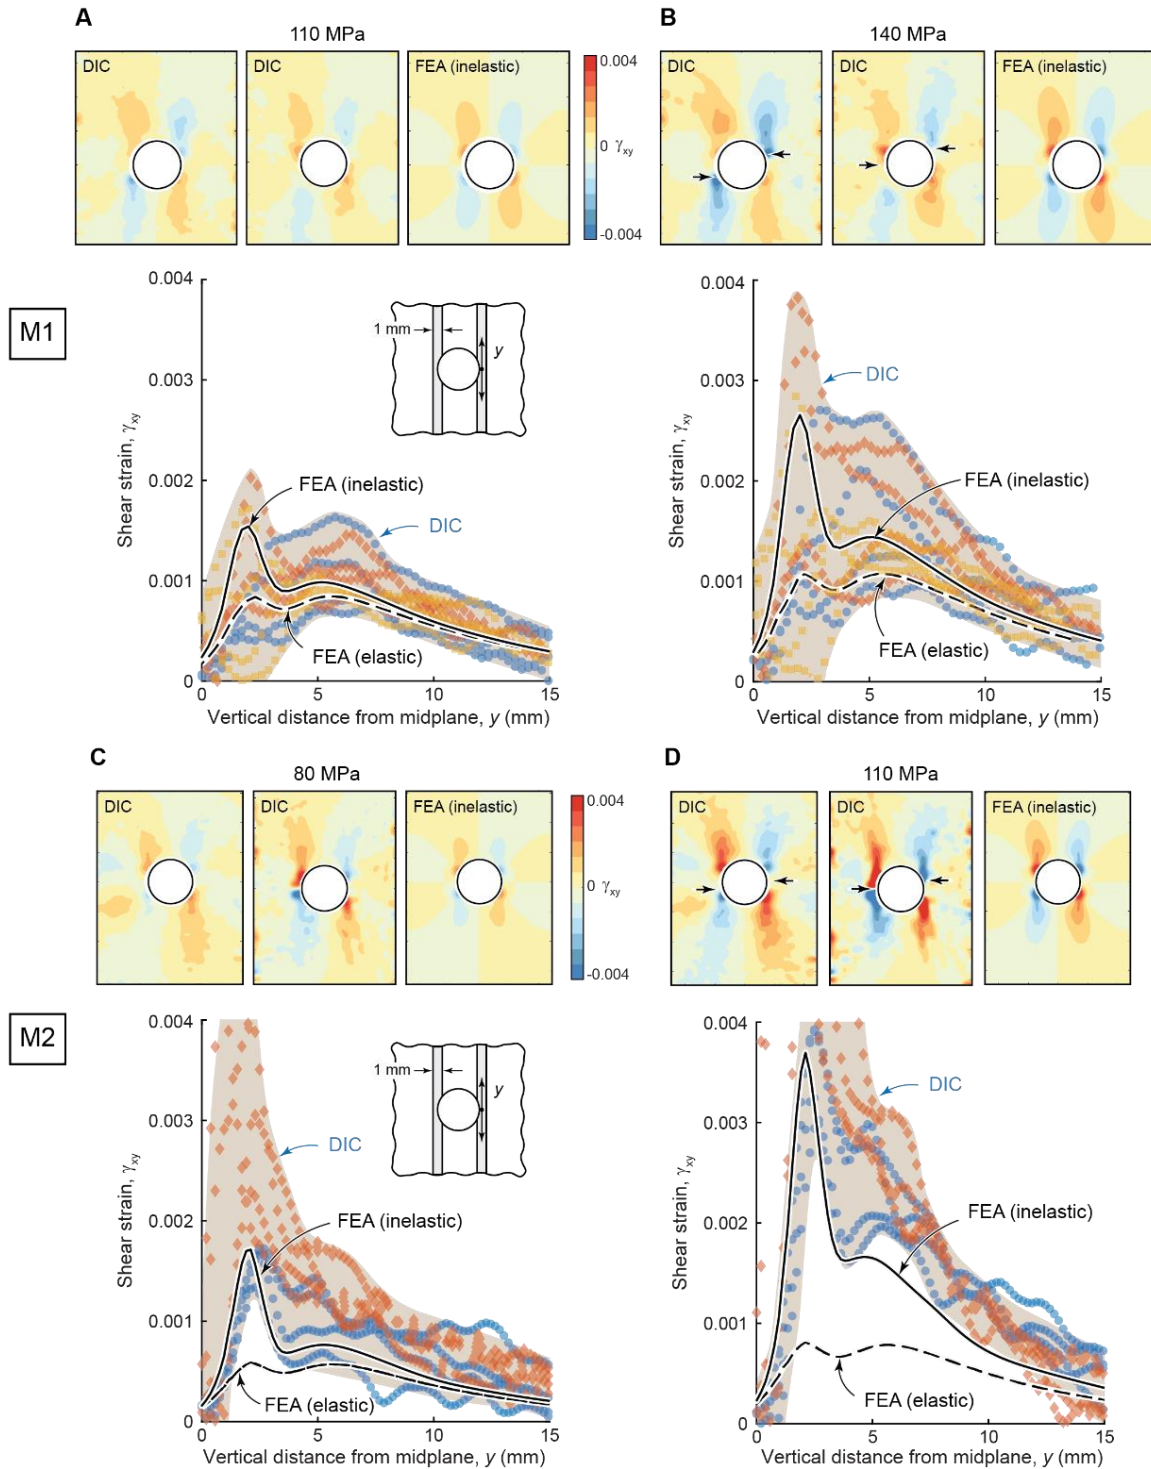 A
110 MPa
DIC
DIC
FEA (inelastic)
0.004
0 γxy
-0.004
B
140 MPa
DIC
DIC
FEA (inelastic)
M1
0.004
0.003
0.002
0.001
0
Shear strain, γxy
1 mm
y
FEA (inelastic)
DIC
FEA (elastic)
0 5 10 15
Vertical distance from midplane, y (mm)
0.004
0.003
0.002
0.001
0
Shear strain, γxy
DIC
FEA (inelastic)
FEA (elastic)
0 5 10 15
Vertical distance from midplane, y (mm)
C
80 MPa
DIC
DIC
FEA (inelastic)
0.004
0 γxy
-0.004
D
110 MPa
DIC
DIC
FEA (inelastic)
M2
0.004
0.003
0.002
0.001
0
Shear strain, γxy
1 mm
y
DIC
FEA (inelastic)
FEA (elastic)
0 5 10 15
Vertical distance from midplane, y (mm)
0.004
0.003
0.002
0.001
0
Shear strain, γxy
DIC
FEA (inelastic)
FEA (elastic)
0 5 10 15
Vertical distance from midplane, y (mm)